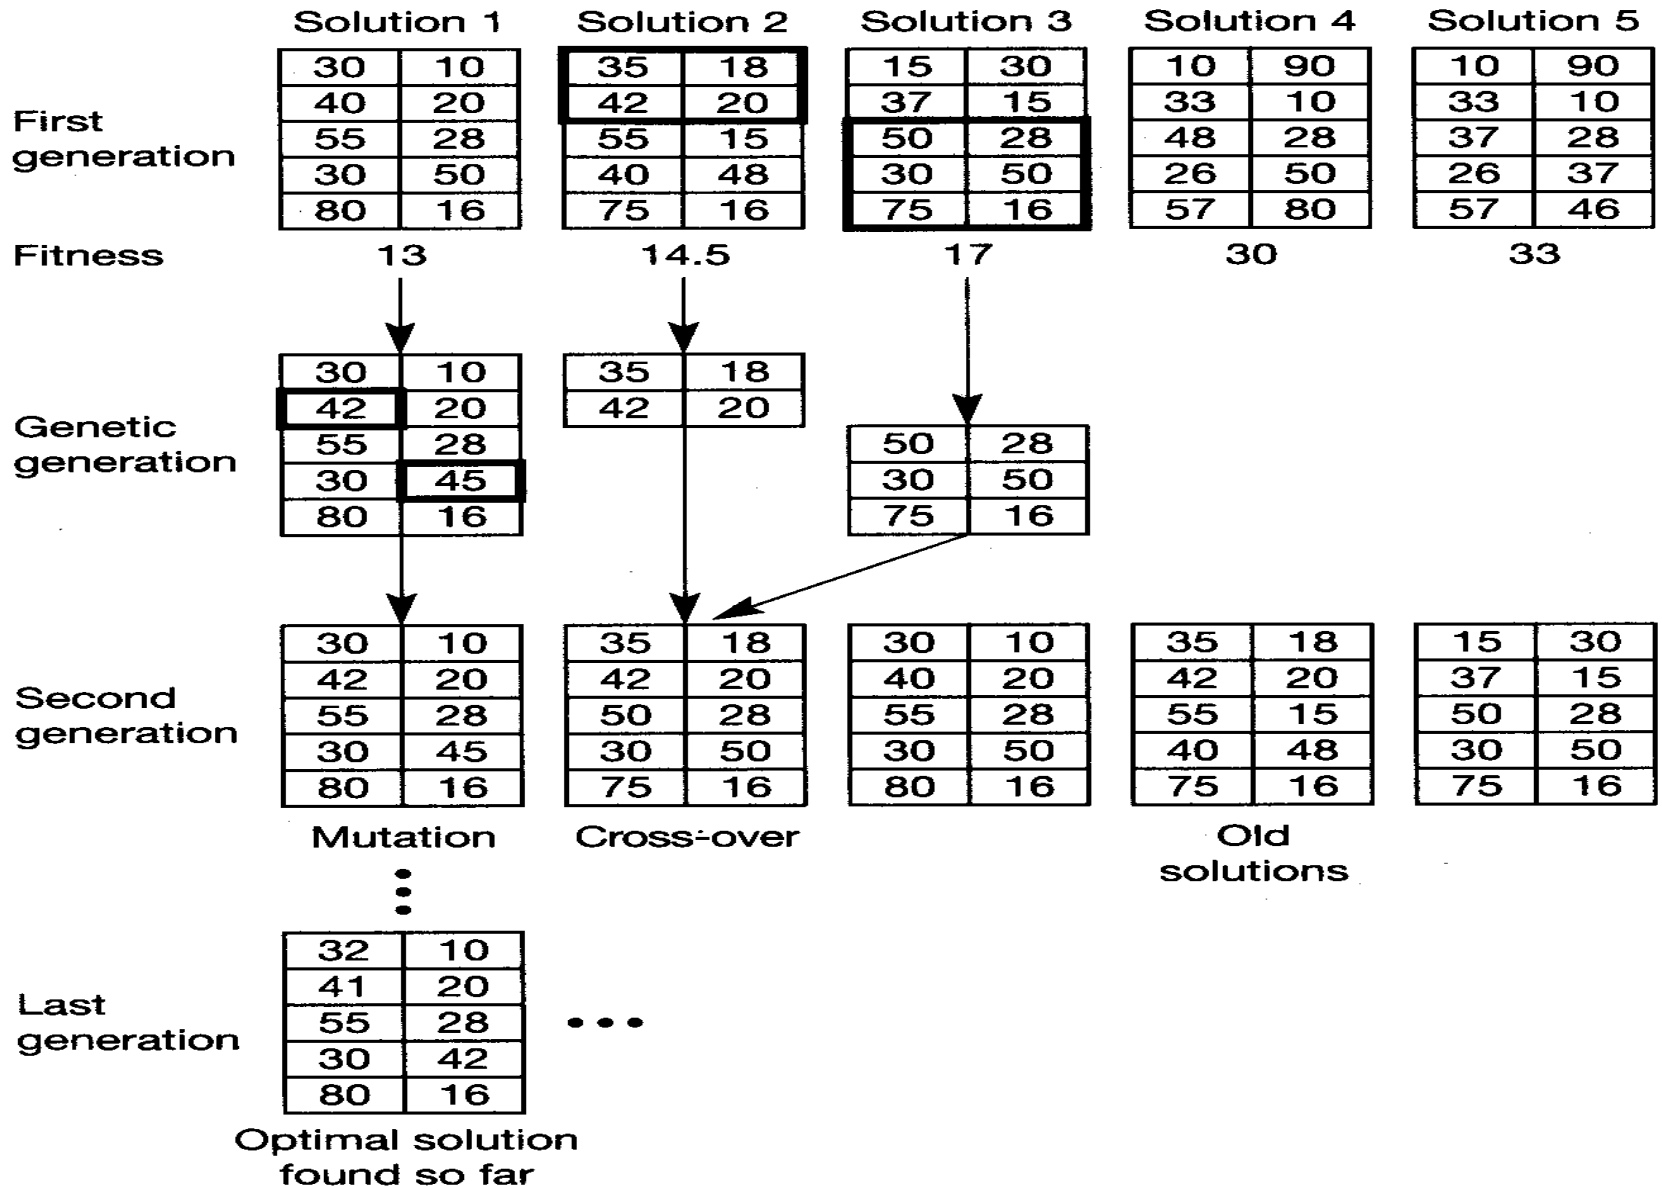 Solution 1 Solution 2 Solution 3 Solution 4 Solution 5
30 10 35 18 15 30 10 90 10 90
40 20 42 20 37 15 33 10 33 10
First
generation
55 28 55 15 50 28 48 28 37 28
30 50 40 48 30 50 26 50 26 37
80 16 75 16 75 16 57 80 57 46
Fitness 13 14.5 17 30 33
30 10 35 18
42 20 42 20
Genetic
generation
55 28 50 28
30 45 30 50
80 16 75 16
30 10 35 18 30 10 35 18 15 30
42 20 42 20 40 20 42 20 37 15
Second
generation
55 28 50 28 55 28 55 15 50 28
30 45 30 50 30 50 40 48 30 50
80 16 75 16 80 16 75 16 75 16
Mutation Cross-over Old
solutions
32 10
41 20
Last
generation
55 28
30 42
80 16
Optimal solution
found so far